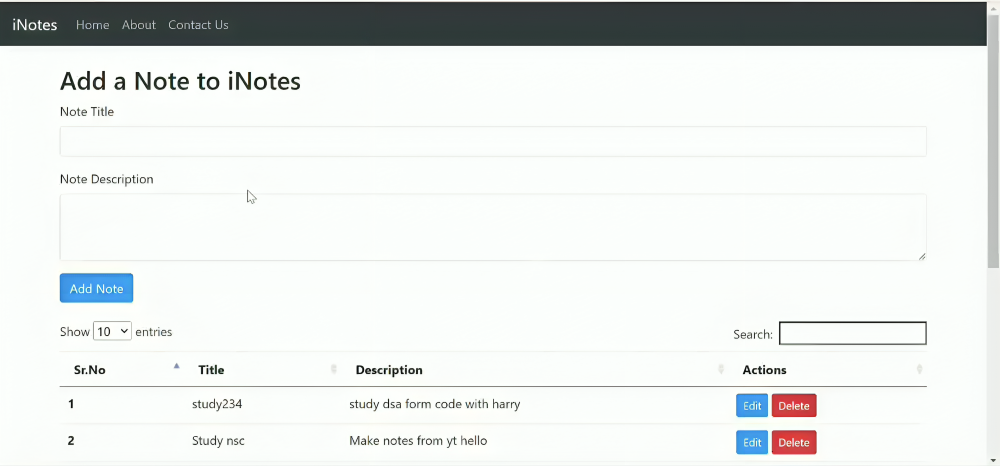 iNotes Home About Contact Us
Add a Note to iNotes
Note Title
Note Description
Add Note
Show 10 entries Search:
Sr.No Title Description Actions
1 study234 study dsa form code with harry Edit Delete
2 Study nsc Make notes from yt hello Edit Delete